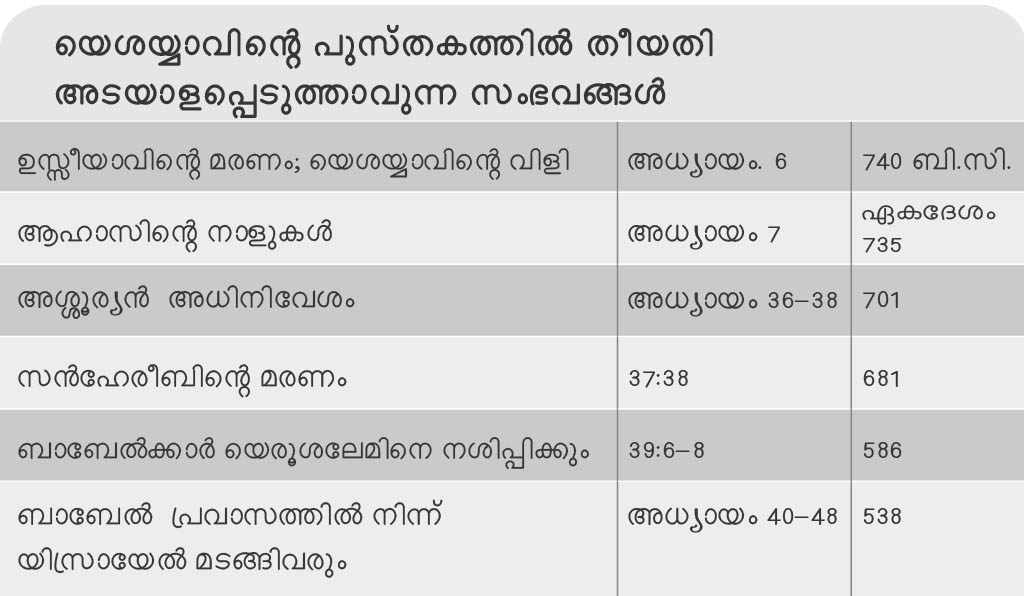 യെശയ്യാവിന്റെ പുസ്തകത്തിൽ തീയതി
അടയാളപ്പെടുത്താവുന്ന സംഭവങ്ങൾ
ഉസ്സീയാവിന്റെ മരണം; യെശയ്യാവിന്റെ വിളി അധ്യായം. 6 740 ബി.സി.
ആഹാസിന്റെ നാളുകൾ അധ്യായം 7 ഏകദേശം
735
അശ്ശൂര്യൻ അധിനിവേശം അധ്യായം 36–38 701
സൻഹേരീബിന്റെ മരണം 37:38 681
ബാബേൽക്കാർ യെരൂശലേമിനെ നശിപ്പിക്കും 39:6–8 586
ബാബേൽ പ്രവാസത്തിൽ നിന്ന് അധ്യായം 40–48 538
യിസ്രായേൽ മടങ്ങിവരും